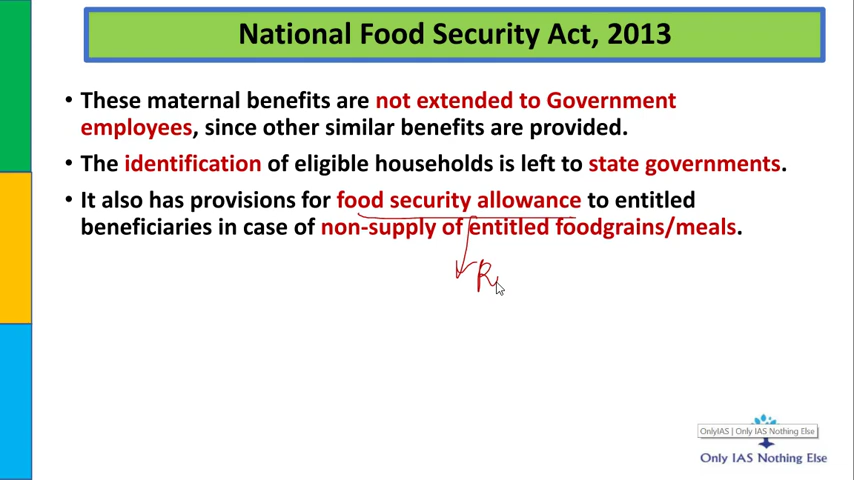 National Food Security Act, 2013
• These maternal benefits are not extended to Government
employees, since other similar benefits are provided.
• The identification of eligible households is left to state governments.
• It also has provisions for food security allowance to entitled
beneficiaries in case of non-supply of entitled foodgrains/meals.
OnlyIAS | Only IAS Nothing Else
Only IAS Nothing Else